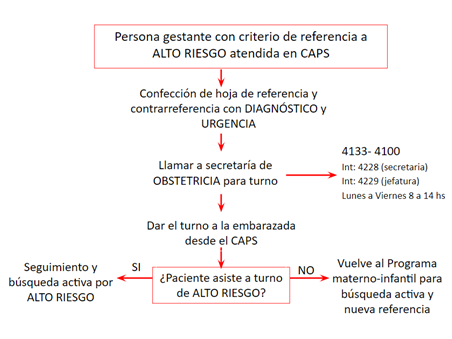 Persona gestante con criterio de referencia a
ALTO RIESGO atendida en CAPS
Confección de hoja de referencia y
contrarreferencia con DIAGNÓSTICO y
URGENCIA
Llamar a secretaría de
OBSTETRICIA para turno
4133- 4100
Int: 4228 (secretaria)
Int: 4229 (jefatura)
Lunes a Viernes 8 a 14 hs
Dar el turno a la embarazada
desde el CAPS
¿Paciente asiste a turno
de ALTO RIESGO?
SI
Seguimiento y
búsqueda activa por
ALTO RIESGO
NO
Vuelve al Programa
materno-infantil para
búsqueda activa y
nueva referencia